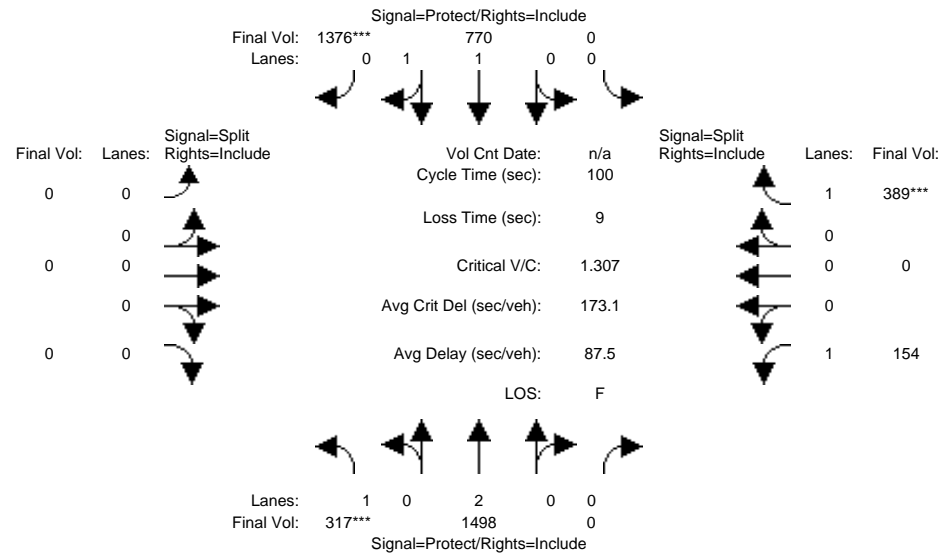 Signal=Protect/Rights=Include
Final Vol: 1376*** 770 0
Lanes: 0 1 1 0 0
Signal=Split
Final Vol: Lanes: Rights=Include
Vol Cnt Date: n/a
Signal=Split
Rights=Include Lanes: Final Vol:
Cycle Time (sec): 100
0 0
1 389***
Loss Time (sec): 9
0
0
Critical V/C: 1.307
0 0
0 0
Avg Crit Del (sec/veh): 173.1
0
0
Avg Delay (sec/veh): 87.5
0 0
1 154
LOS: F
Lanes: 1 0 2 0 0
Final Vol: 317*** 1498 0
Signal=Protect/Rights=Include